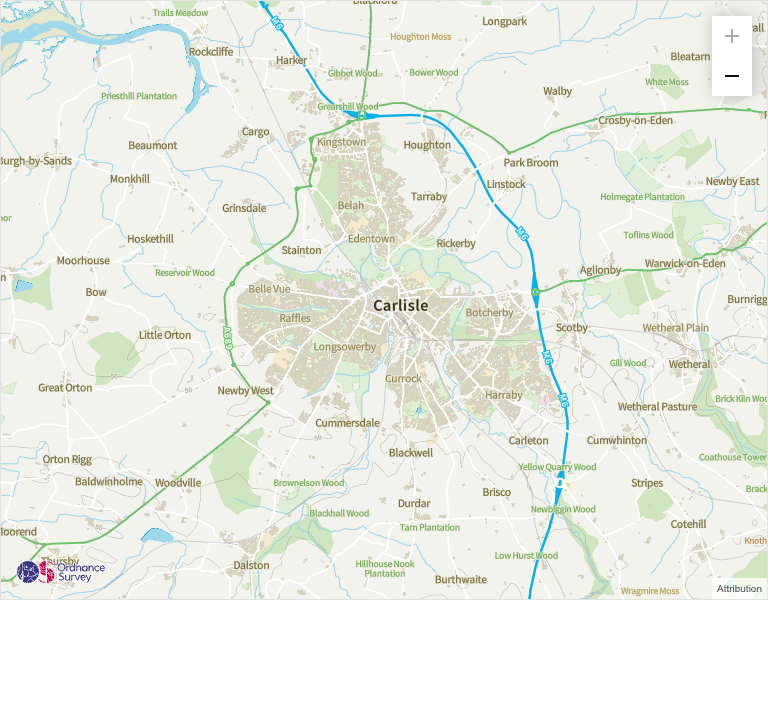 Blackford
Trails Meadow
M6
Longpark
Houghton Moss
Rockcliffe
Harker
Bleatarn
Gibbet Wood
Bower Wood
White Moss
Priesthill Plantation
Walby
Gearshill Wood
Crosby-on-Eden
Cargo
Kingstown
Beaumont
Houghton
Burgh-by-Sands
Park Broom
Monkhill
Linstock
Newby East
Belah
Tarraby
Holmegate Plantation
Grinsdale
M6
Toflins Wood
Hoskethill
Edentown
Rickerby
Stainton
Moorhouse
Reservoir Wood
Aglionby
Warwick-on-Eden
Bow
Belle Vue
Burnrigg
Carlisle
Raffles
Botcherby
Scotby
Wetheral Plain
Little Orton
A689
Longsowerby
M6
Gill Wood
Wetheral
Great Orton
Newby West
Currock
Harraby
M6
Brick Kiln Wood
Wetheral Pasture
Cummersdale
Carleton
Cumwhinton
Blackwell
Orton Rigg
Yellow Quarry Wood
Coathouse Tower
Baldwinholme
Woodville
Brownelson Wood
Brisco
Stripes
50
Durdar
Blackhall Wood
Newbiggin Wood
Tarn Plantation
Cotehill
50
Moorend
Thursby
Low Hurst Wood
Dalston
Hillhouse Nook
Plantation
Ordnance
Survey
Burthwaite
Wragmire Moss
Attribution